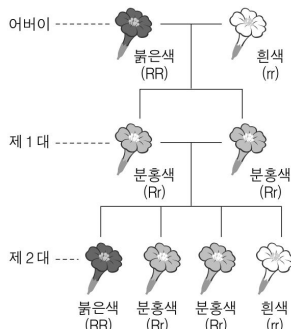 어버이
붉은색 흰색
(RR) (rr)
제1대
분홍색 분홍색
(Rr) (Rr)
제2대
붉은색 분홍색 분홍색 흰색
(RR) (Rr) (Rr) (rr)